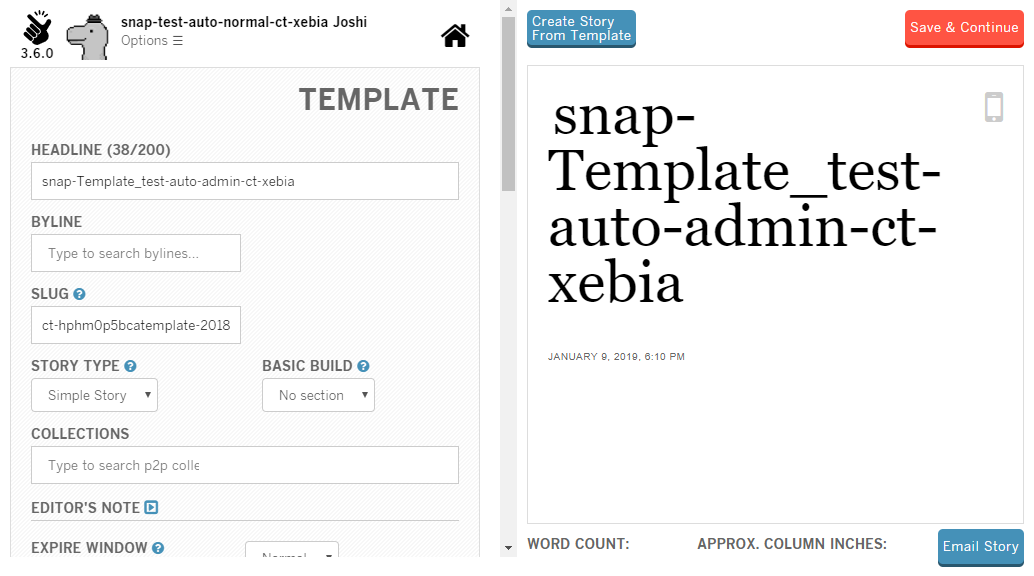 snap-test-auto-normal-ct-xebia Joshi
Options ☰
3.6.0
TEMPLATE
HEADLINE (38/200)
snap-Template_test-auto-admin-ct-xebia
BYLINE
Type to search bylines...
SLUG
ct-hphm0p5bcatemplate-2018
STORY TYPE BASIC BUILD
Simple Story No section
COLLECTIONS
Type to search p2p colle
EDITOR'S NOTE
EXPIRE WINDOW
Normal
Create Story
From Template
Save & Continue
snap-
Template_test-
auto-admin-ct-
xebia
JANUARY 9, 2019, 6:10 PM
WORD COUNT: APPROX. COLUMN INCHES:
Email Story